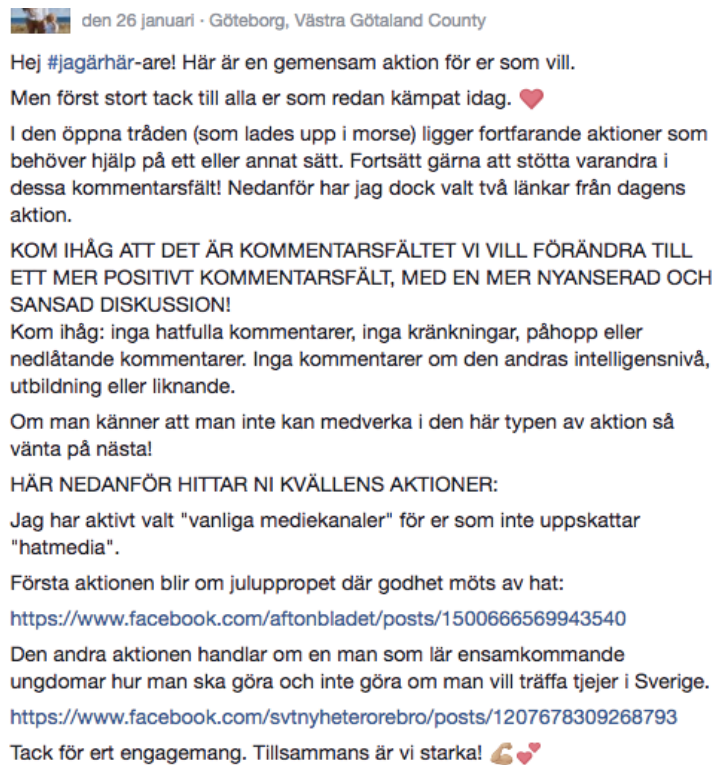 den 26 januari · Göteborg, Västra Götaland County
Hej #jagärhär-are! Här är en gemensam aktion för er som vill.
Men först stort tack till alla er som redan kämpat idag. 💕
I den öppna tråden (som lades upp i morse) ligger fortfarande aktioner som
behöver hjälp på ett eller annat sätt. Fortsätt gärna att stötta varandra i
dessa kommentarsfält! Nedanför har jag dock valt två länkar från dagens
aktion.
KOM IHÅG ATT DET ÄR KOMMENTARSFÄLTET VI VILL FÖRÄNDRA TILL
ETT MER POSITIVT KOMMENTARSFÄLT, MED EN MER NYANSERAD OCH
SANSAD DISKUSSION!
Kom ihåg: inga hatfulla kommentarer, inga kränkningar, påhopp eller
nedlåtande kommentarer. Inga kommentarer om den andras intelligensnivå,
utbildning eller liknande.
Om man känner att man inte kan medverka i den här typen av aktion så
vänta på nästa!
HÄR NEDANFÖR HITTAR NI KVÄLLENS AKTIONER:
Jag har aktivt valt "vanliga mediekanaler" för er som inte uppskattar
"hatmedia".
Första aktionen blir om juluppropet där godhet möts av hat:
https://www.facebook.com/aftonbladet/posts/1500666569943540
Den andra aktionen handlar om en man som lär ensamkommande
ungdomar hur man ska göra och inte göra om man vill träffa tjejer i Sverige.
https://www.facebook.com/svtnyheterorebro/posts/1207678309268793
Tack för ert engagemang. Tillsammans är vi starka! 💪🏼💕